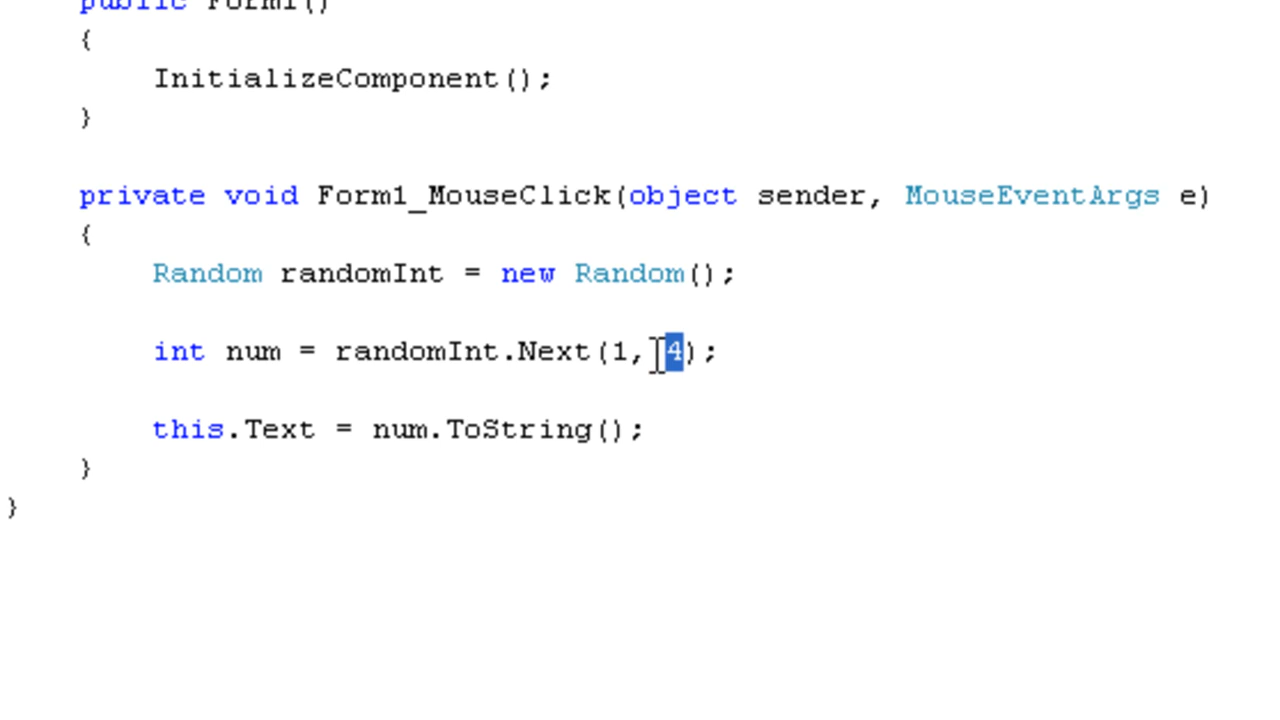 public Form1()
{
InitializeComponent();
}
private void Form1_MouseClick(object sender, MouseEventArgs e)
{
Random randomInt = new Random();
int num = randomInt.Next(1, 4);
this.Text = num.ToString();
}
}